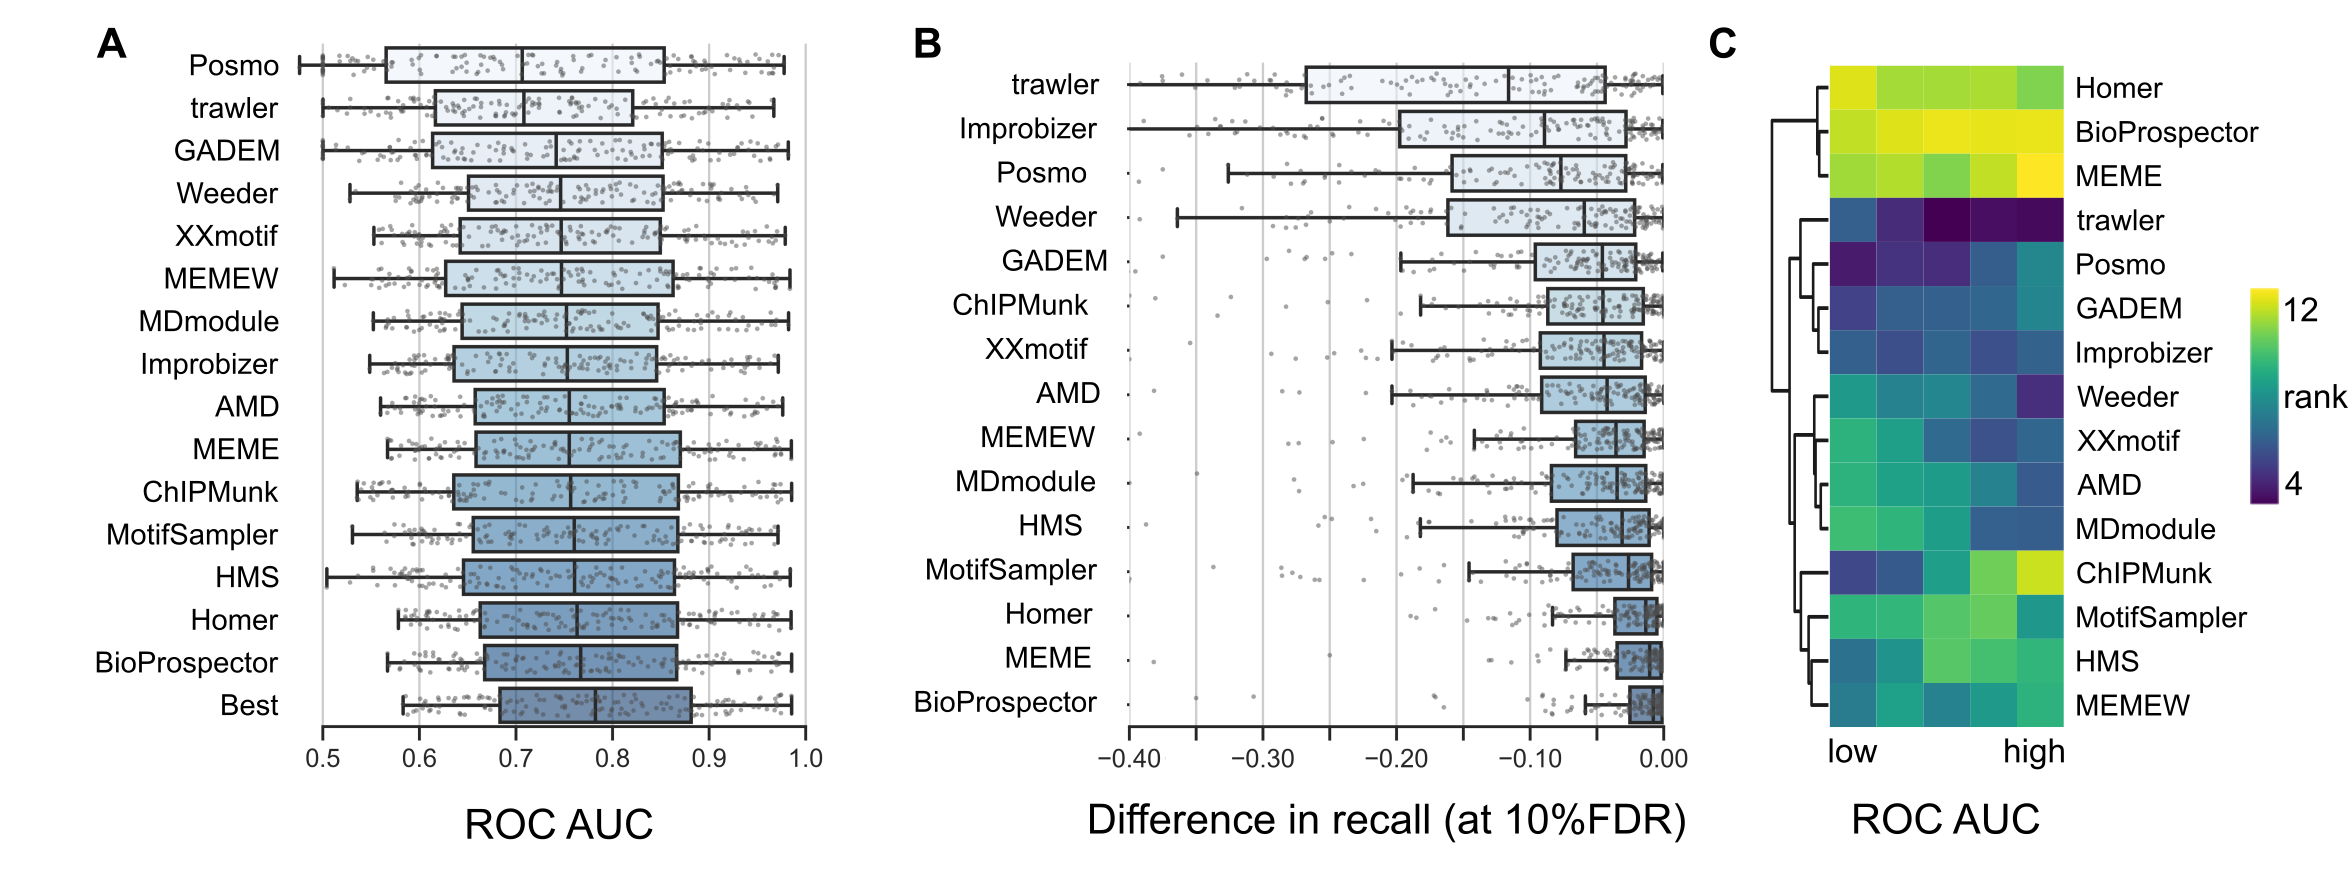 A
Posmo
trawler
GADEM
Weeder
XXmotif
MEMEW
MDmodule
Improbizer
AMD
MEME
ChIPMunk
MotifSampler
HMS
Homer
BioProspector
Best
0.5 0.6 0.7 0.8 0.9 1.0
ROC AUC
B
trawler
Improbizer
Posmo
Weeder
GADEM
ChIPMunk
XXmotif
AMD
MEMEW
MDmodule
HMS
MotifSampler
Homer
MEME
BioProspector
−0.40 −0.30 −0.20 −0.10 0.00
Difference in recall (at 10%FDR)
C
Homer
BioProspector
MEME
trawler
Posmo
GADEM
Improbizer
Weeder
XXmotif
AMD
MDmodule
ChIPMunk
MotifSampler
HMS
MEMEW
low high
ROC AUC
12
rank
4